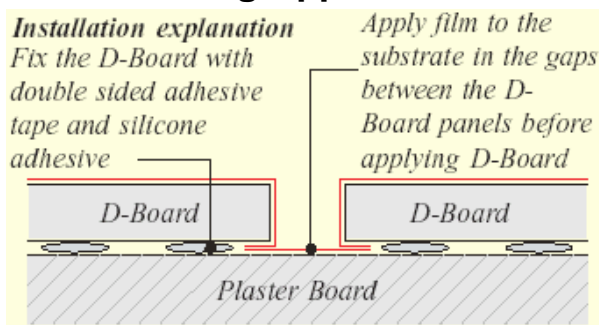 Installation explanation
Fix the D-Board with
double sided adhesive
tape and silicone
adhesive
Apply film to the
substrate in the gaps
between the D-
Board panels before
applying D-Board
D-Board
D-Board
Plaster Board